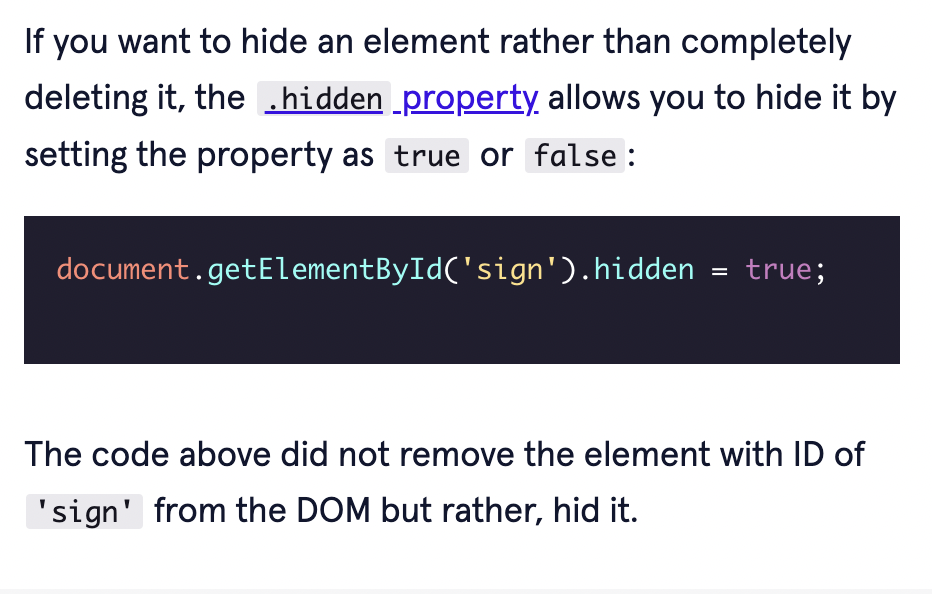 If you want to hide an element rather than completely
deleting it, the .hidden property allows you to hide it by
setting the property as true or false:
document.getElementById('sign').hidden = true;
The code above did not remove the element with ID of
'sign' from the DOM but rather, hid it.